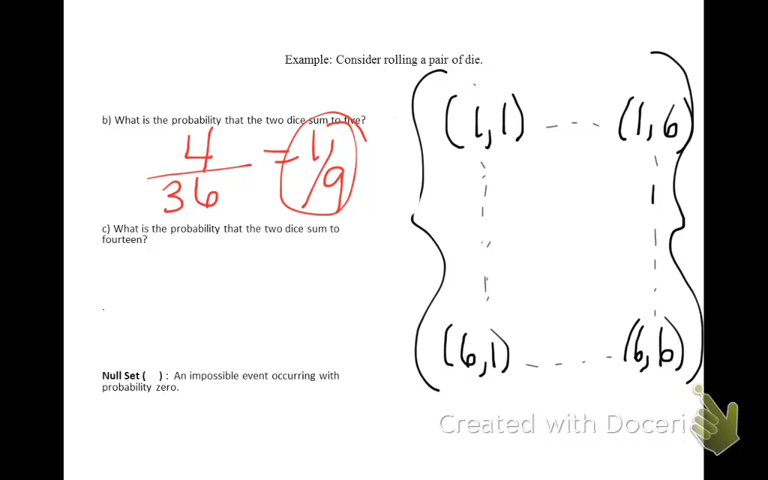 Example: Consider rolling a pair of die.
(1,1) - - - - (1,6)
b) What is the probability that the two dice sum to five?
4/36 = 1/9
c) What is the probability that the two dice sum to
fourteen?
(6,1) - - - - (6,6)
Null Set ( ) : An impossible event occurring with
probability zero.
Created with Doceri